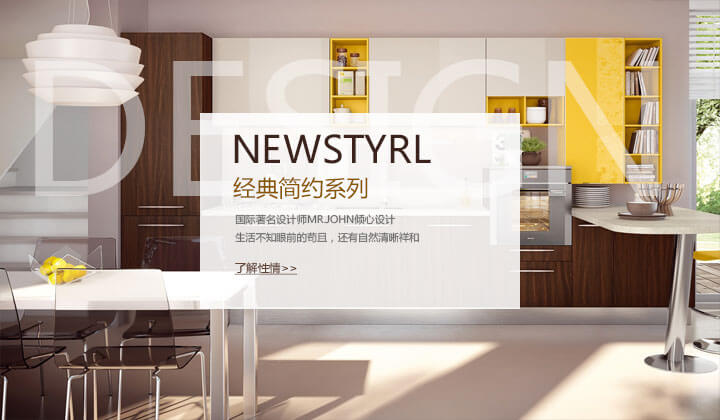 DESIGN
NEWSTYRL
经典简约系列
国际著名设计师MR.JOHN倾心设计
生活不知眼前的苟且，还有自然清晰祥和
了解性情>>